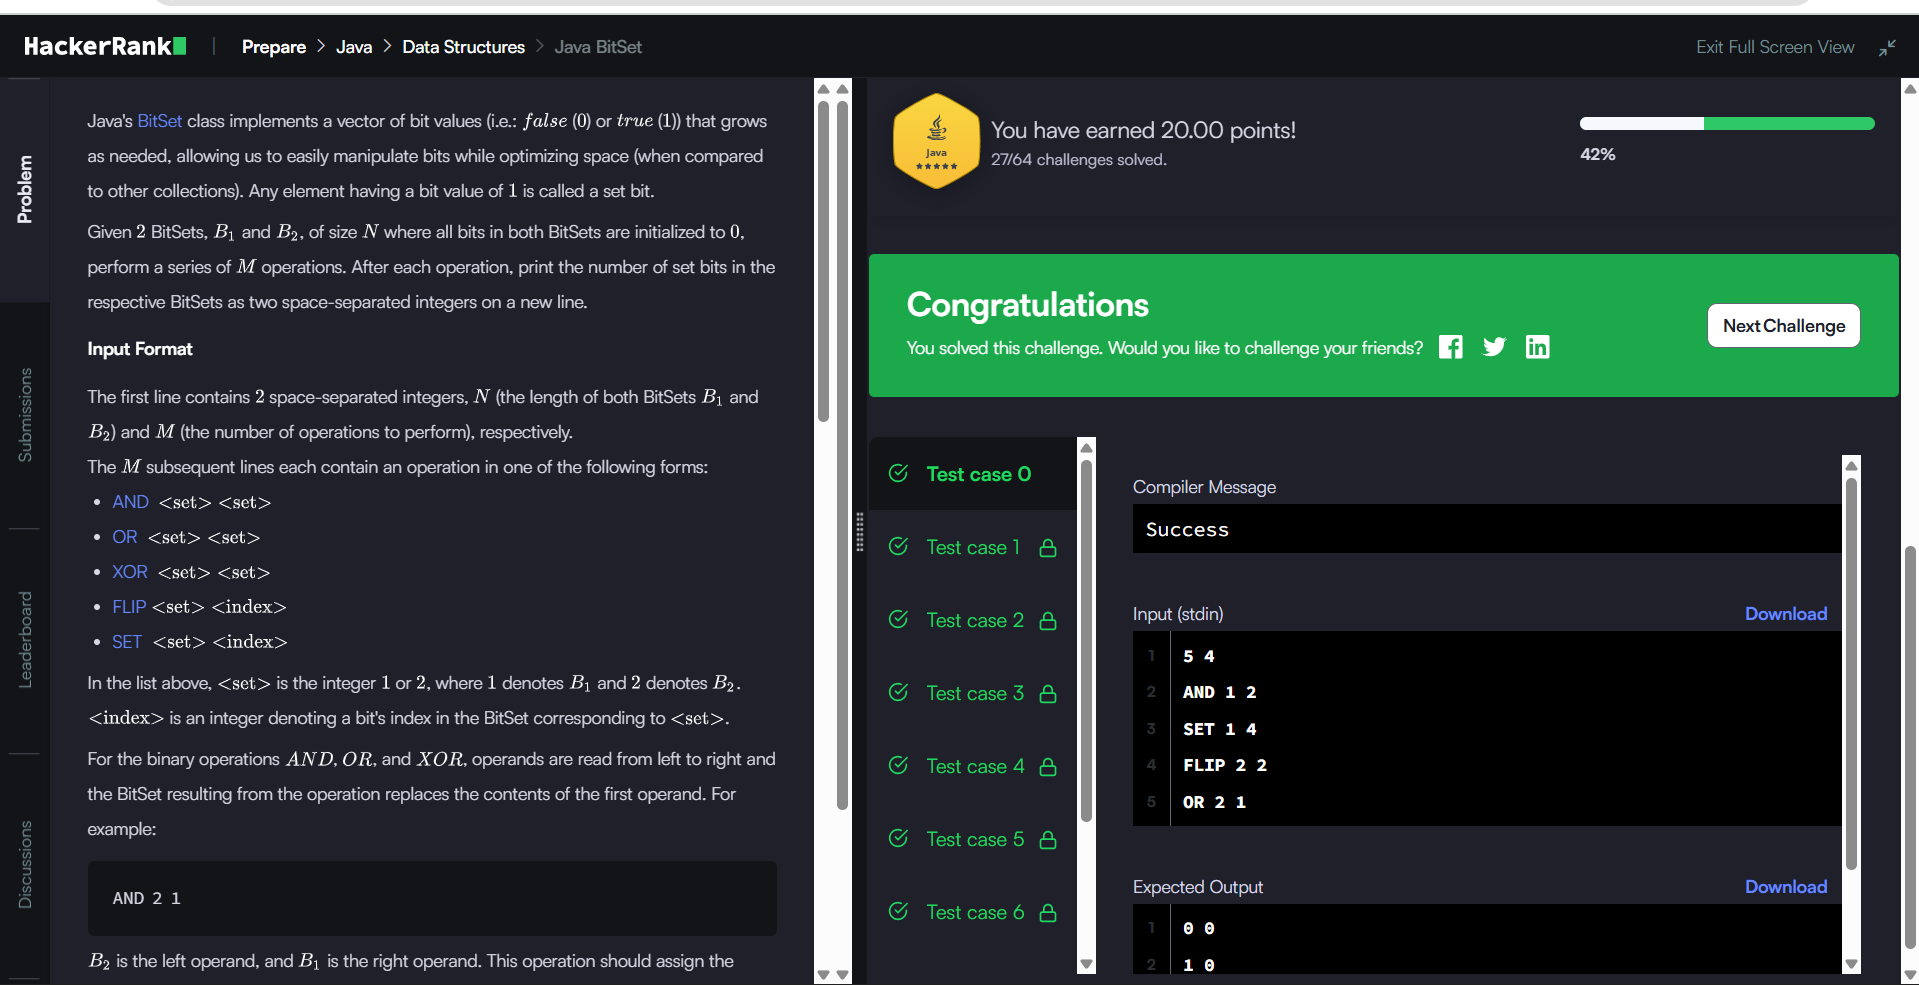 HackerRank
Prepare > Java > Data Structures > Java BitSet
Exit Full Screen View
Problem
Submissions
Leaderboard
Discussions
Java's BitSet class implements a vector of bit values (i.e.: false (0) or true (1)) that grows
as needed, allowing us to easily manipulate bits while optimizing space (when compared
to other collections). Any element having a bit value of 1 is called a set bit.
Given 2 BitSets, B₁ and B₂, of size N where all bits in both BitSets are initialized to 0,
perform a series of M operations. After each operation, print the number of set bits in the
respective BitSets as two space-separated integers on a new line.
Input Format
The first line contains 2 space-separated integers, N (the length of both BitSets B₁ and
B₂) and M (the number of operations to perform), respectively.
The M subsequent lines each contain an operation in one of the following forms:
• AND <set> <set>
• OR <set> <set>
• XOR <set> <set>
• FLIP <set> <index>
• SET <set> <index>
In the list above, <set> is the integer 1 or 2, where 1 denotes B₁ and 2 denotes B₂.
<index> is an integer denoting a bit's index in the BitSet corresponding to <set>.
For the binary operations AND, OR, and XOR, operands are read from left to right and
the BitSet resulting from the operation replaces the contents of the first operand. For
example:
AND 2 1
B₂ is the left operand, and B₁ is the right operand. This operation should assign the
Java
You have earned 20.00 points!
27/64 challenges solved.
42%
Congratulations
You solved this challenge. Would you like to challenge your friends?
Next Challenge
Test case 0
Test case 1
Test case 2
Test case 3
Test case 4
Test case 5
Test case 6
Compiler Message
Success
Input (stdin)
Download
1 5 4
2 AND 1 2
3 SET 1 4
4 FLIP 2 2
5 OR 2 1
Expected Output
Download
1 0 0
2 1 0